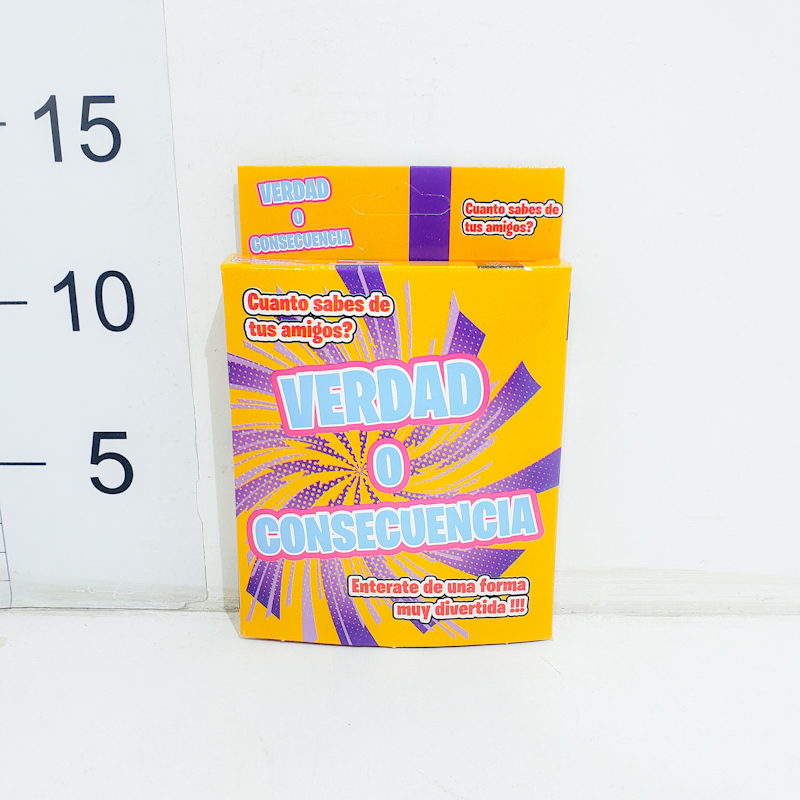 15
10
5
VERDAD
O
CONSECUENCIA
Cuanto sabes de
tus amigos?
Cuanto sabes de
tus amigos?
VERDAD
O
CONSECUENCIA
Enterate de una forma
muy divertida !!!